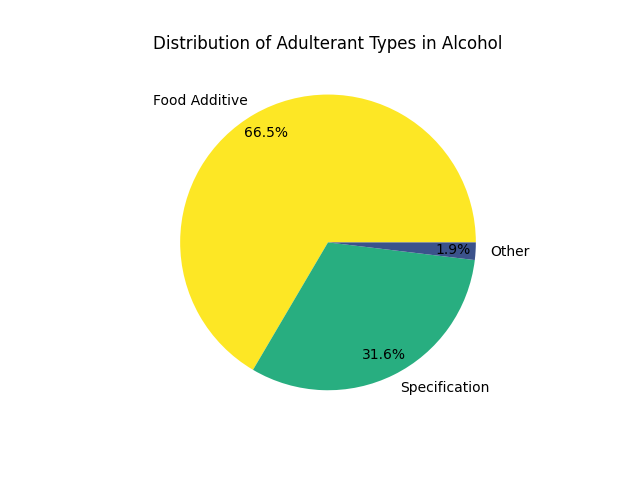 Distribution of Adulterant Types in Alcohol
Food Additive
66.5%
1.9%
Other
31.6%
Specification